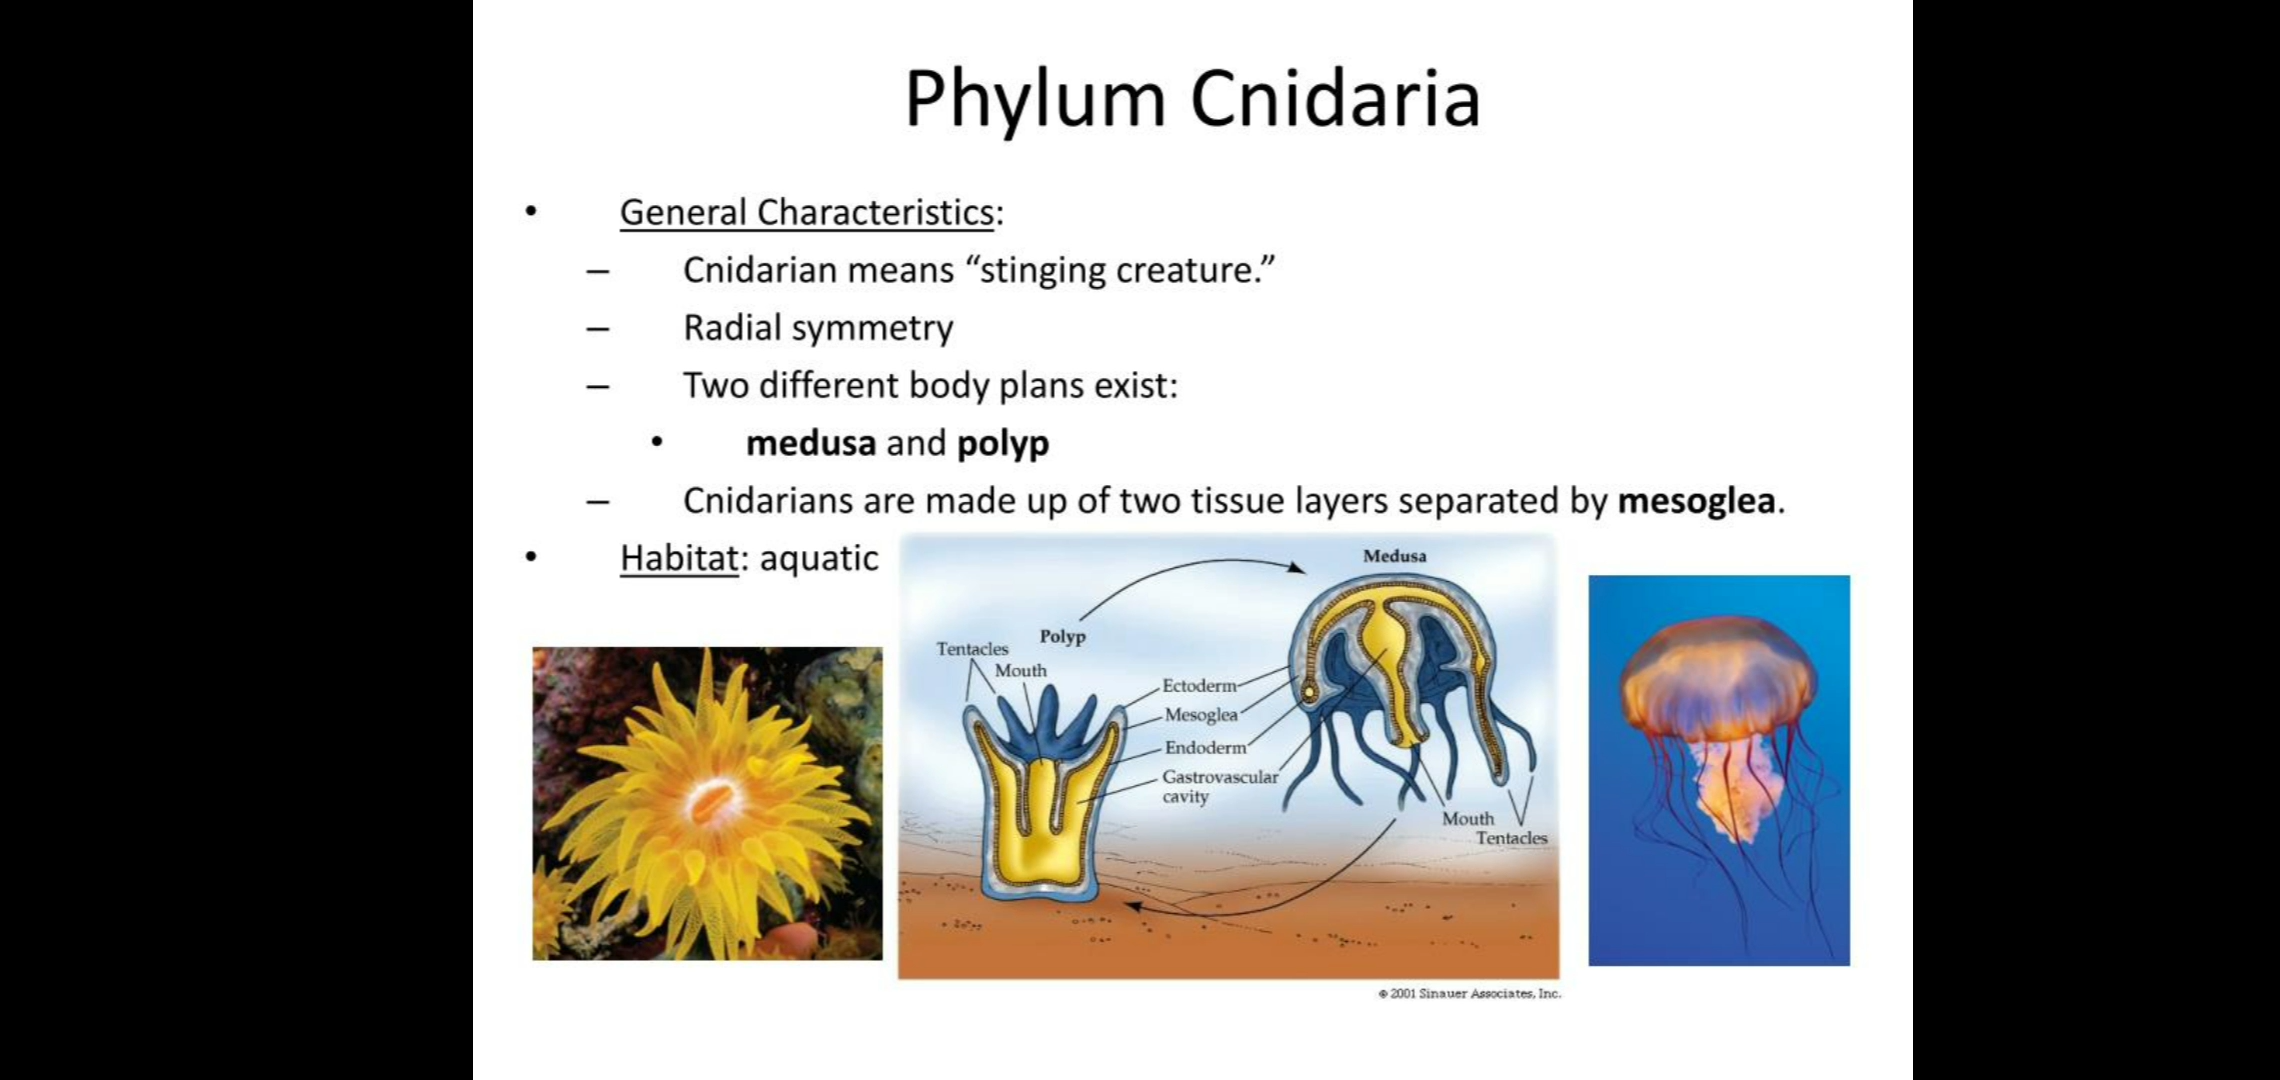 Phylum Cnidaria
• General Characteristics:
– Cnidarian means “stinging creature.”
– Radial symmetry
– Two different body plans exist:
• medusa and polyp
– Cnidarians are made up of two tissue layers separated by mesoglea.
• Habitat: aquatic
Medusa
Polyp
Tentacles
Mouth
Ectoderm
Mesoglea
Endoderm
Gastrovascular
cavity
Mouth
Tentacles
© 2001 Sinauer Associates, Inc.